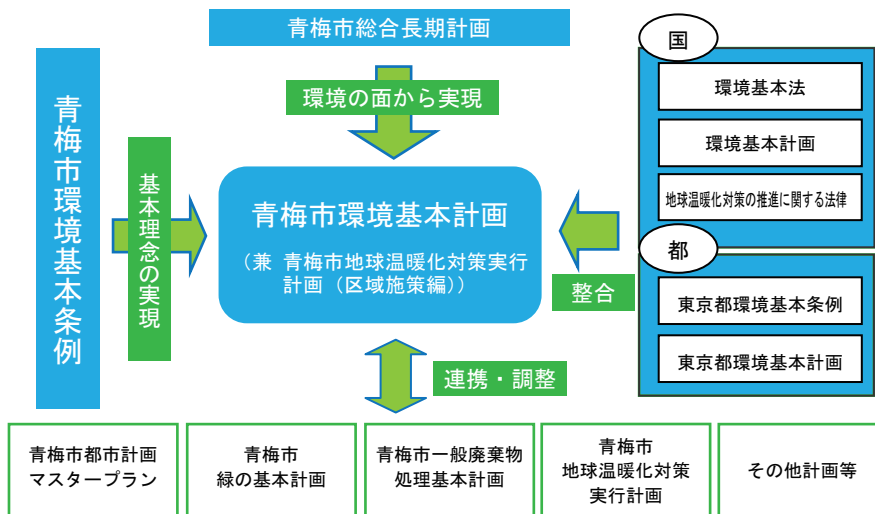 青梅市総合長期計画
環境の面から実現
青梅市環境基本条例
基本理念の実現
青梅市環境基本計画
（兼 青梅市地球温暖化対策実行
計画（区域施策編））
国
環境基本法
環境基本計画
地球温暖化対策の推進に関する法律
都
東京都環境基本条例
東京都環境基本計画
整合
連携・調整
青梅市都市計画
マスタープラン
青梅市
緑の基本計画
青梅市一般廃棄物
処理基本計画
青梅市
地球温暖化対策
実行計画
その他計画等